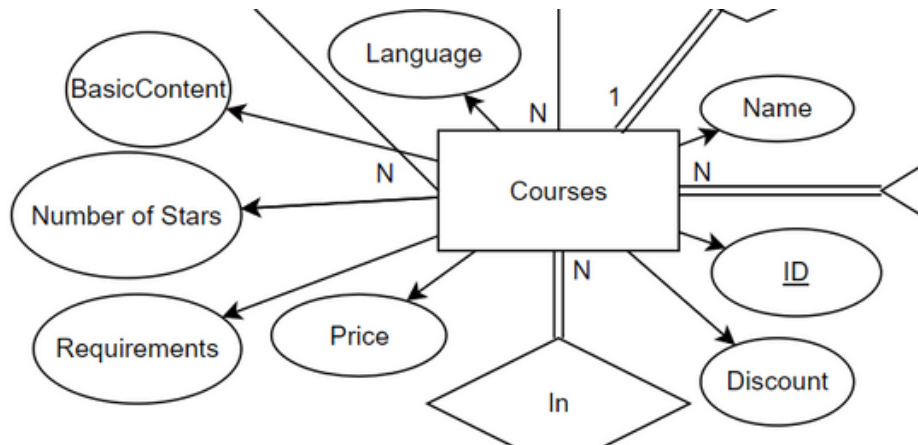 Language
BasicContent
1
Name
N
N
N
Courses
Number of Stars
ID
N
Price
Requirements
Discount
In